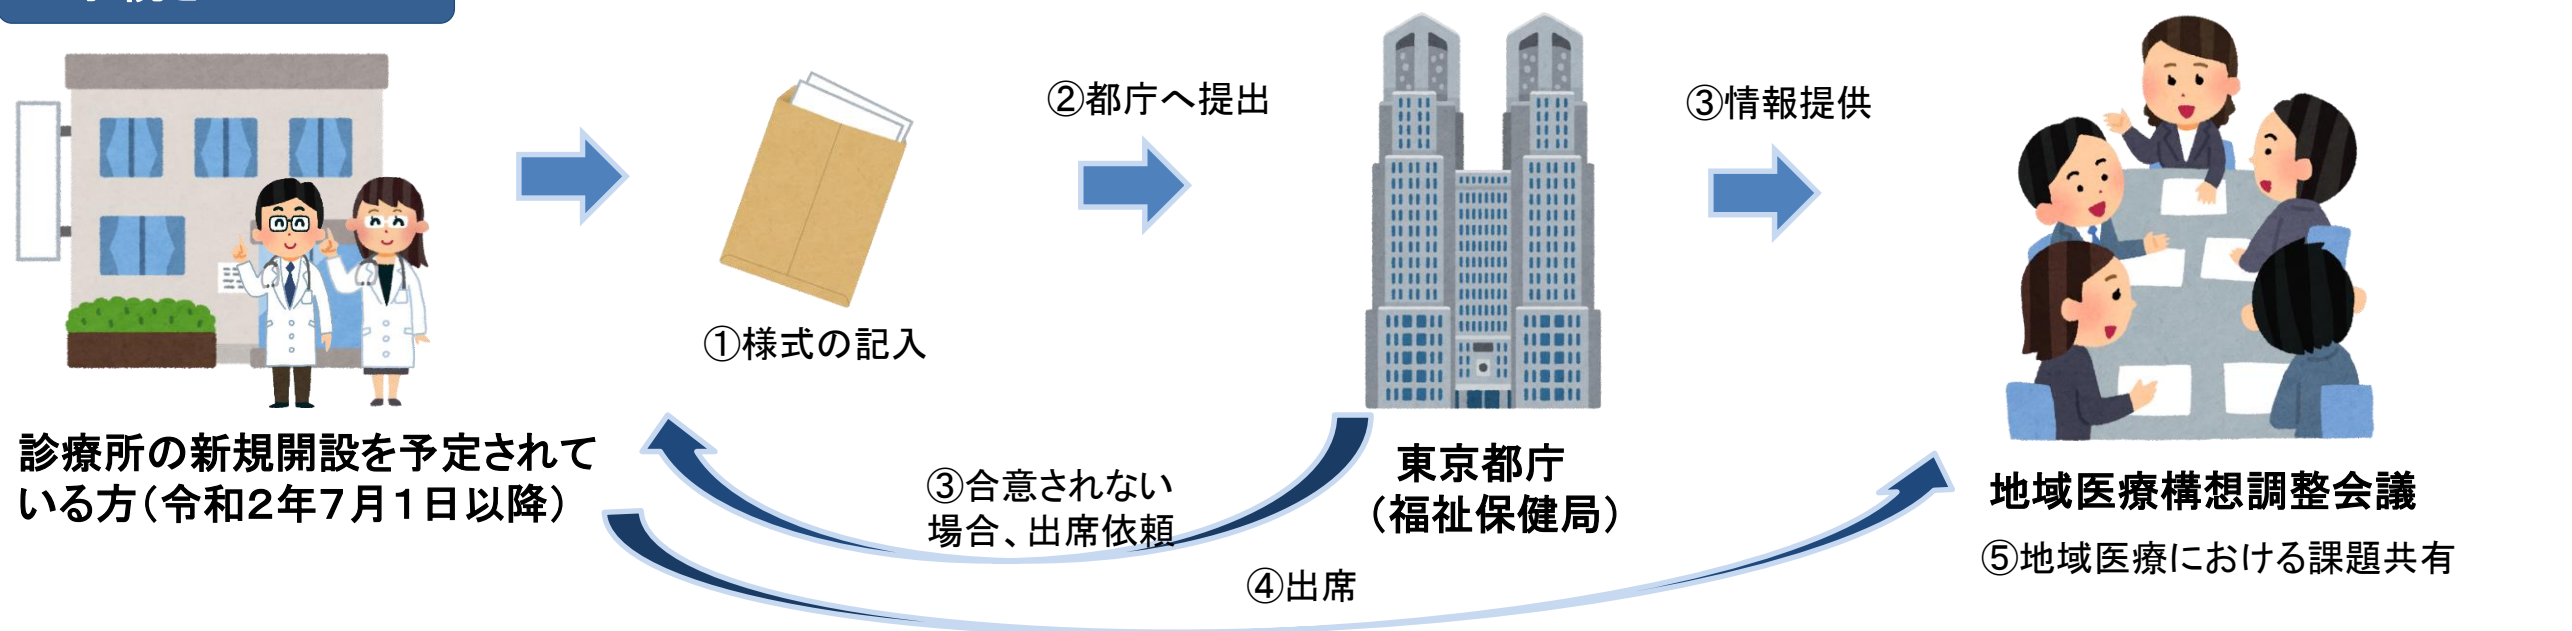 ①様式の記入
②都庁へ提出
③情報提供
診療所の新規開設を予定されて
いる方(令和2年7月1日以降)
③合意されない
場合、出席依頼
④出席
東京都庁
(福祉保健局)
地域医療構想調整会議
⑤地域医療における課題共有